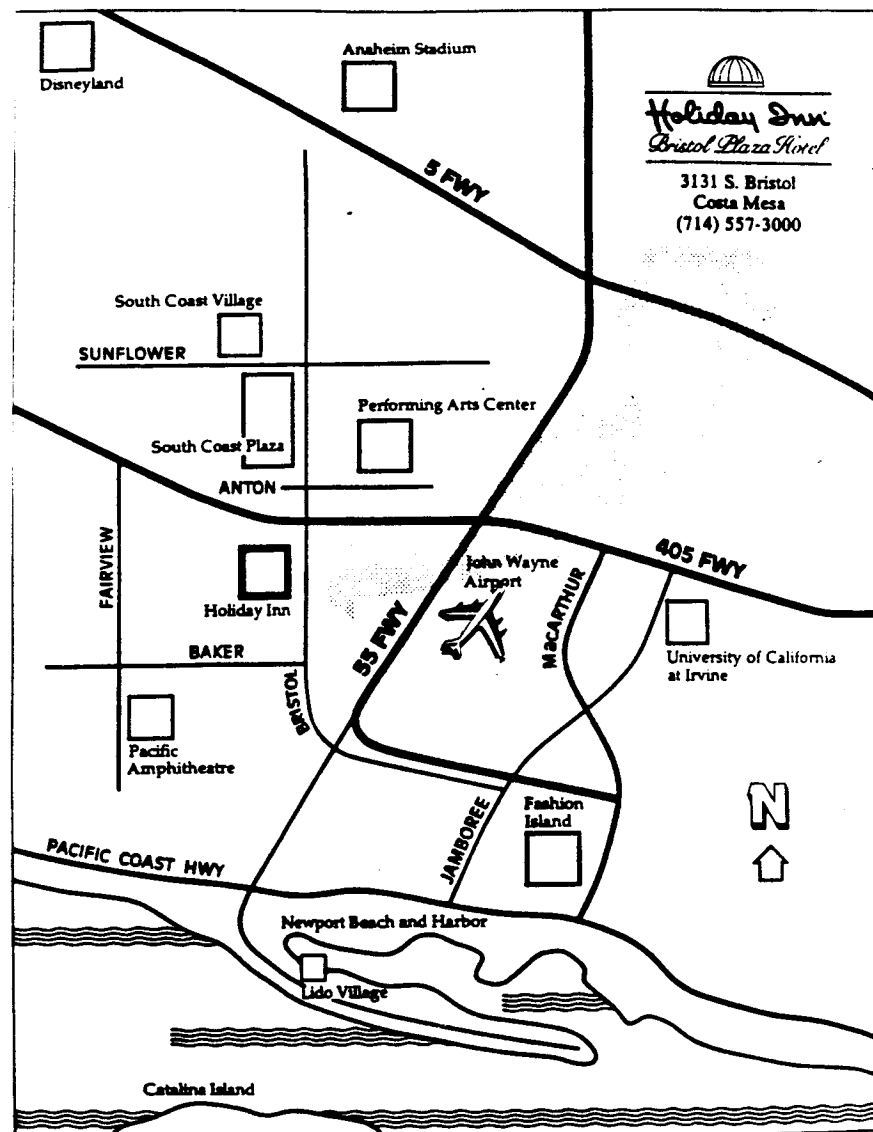 Disneyland
Anaheim Stadium
Holiday Inn
Bristol Plaza Hotel
3131 S. Bristol
Costa Mesa
(714) 557-3000
5 FWY
South Coast Village
SUNFLOWER
Performing Arts Center
South Coast Plaza
ANTON
FAIRVIEW
405 FWY
John Wayne
Airport
MacARTHUR
Holiday Inn
55 FWY
BAKER
University of California
at Irvine
BRISTOL
Pacific
Amphitheatre
JAMBOREE
Fashion
Island
N
PACIFIC COAST HWY
Newport Beach and Harbor
Lido Village
Catalina Island